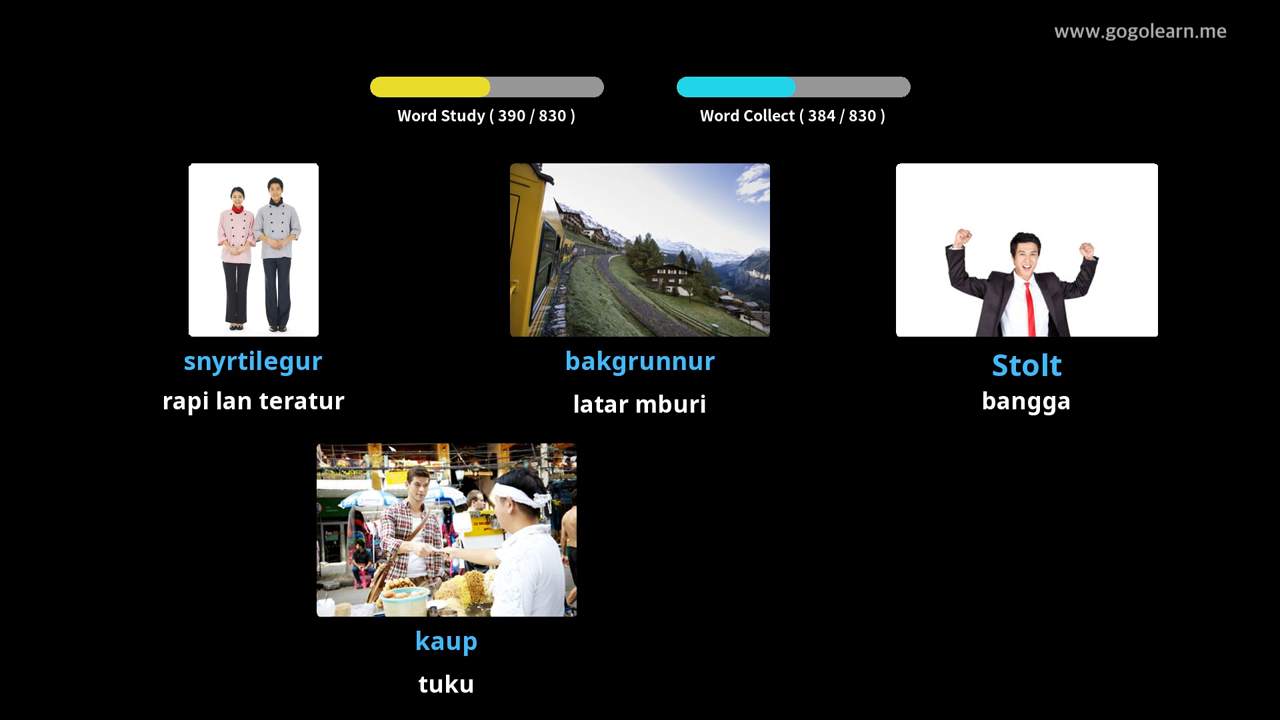 www.gogolearn.me
Word Study ( 390 / 830 )
Word Collect ( 384 / 830 )
snyrtilegur
rapi lan teratur
bakgrunnur
latar mburi
Stolt
bangga
kaup
tuku